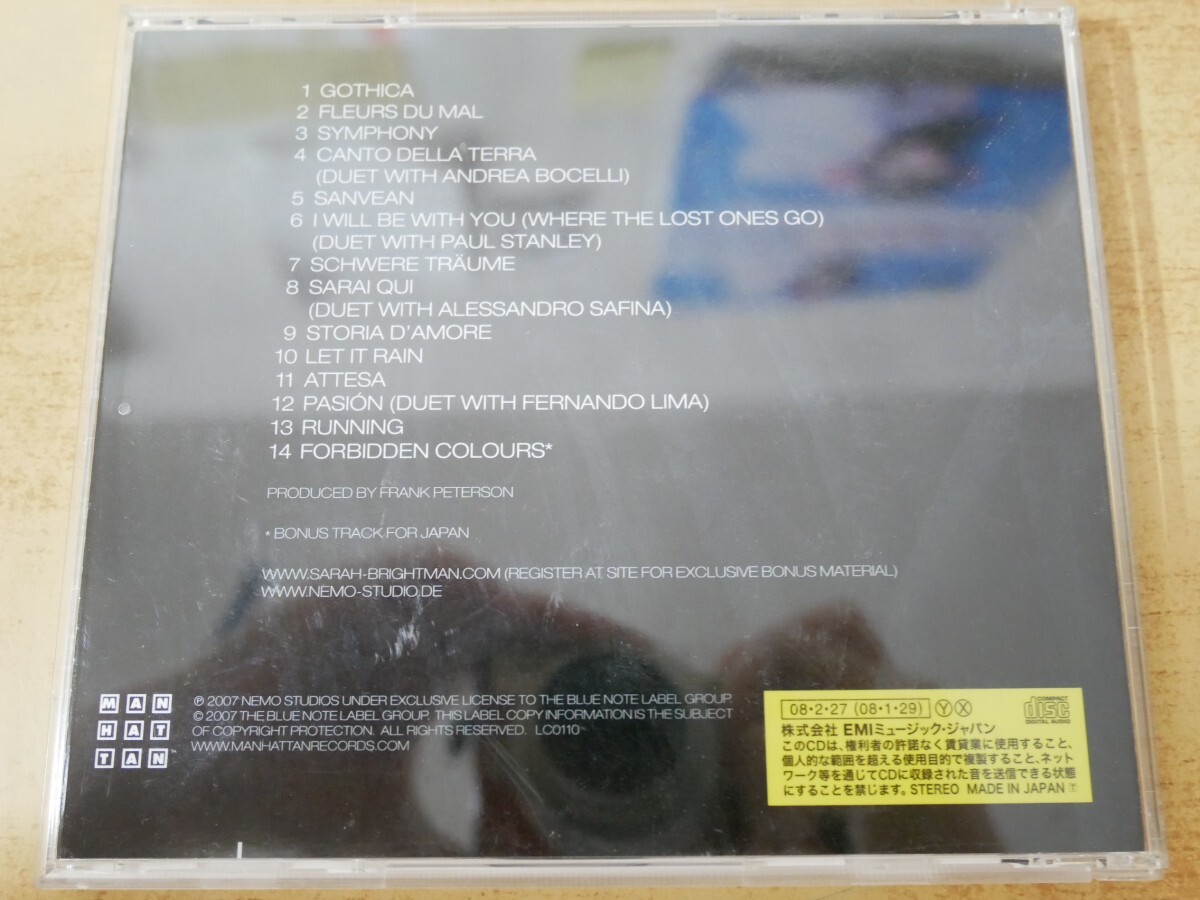 1 GOTHICA
2 FLEURS DU MAL
3 SYMPHONY
4 CANTO DELLA TERRA
(DUET WITH ANDREA BOCELLI)
5 SANVEAN
6 I WILL BE WITH YOU (WHERE THE LOST ONES GO)
(DUET WITH PAUL STANLEY)
7 SCHWERE TRÄUME
8 SARAI QUI
(DUET WITH ALESSANDRO SAFINA)
9 STORIA D'AMORE
10 LET IT RAIN
11 ATTESA
12 PASIÓN (DUET WITH FERNANDO LIMA)
13 RUNNING
14 FORBIDDEN COLOURS*
PRODUCED BY FRANK PETERSON
* BONUS TRACK FOR JAPAN
WWW.SARAH-BRIGHTMAN.COM (REGISTER AT SITE FOR EXCLUSIVE BONUS MATERIAL)
WWW.NEMO-STUDIO.DE
MAN
HAT
TAN
℗ 2007 NEMO STUDIOS UNDER EXCLUSIVE LICENSE TO THE BLUE NOTE LABEL GROUP.
© 2007 THE BLUE NOTE LABEL GROUP. THIS LABEL COPY INFORMATION IS THE SUBJECT
OF COPYRIGHT PROTECTION. ALL RIGHTS RESERVED. LC0110
WWW.MANHATTANRECORDS.COM
08・2・27 (08・1・29) Ⓨ Ⓧ
COMPACT
disc
DIGITAL AUDIO
株式会社 EMIミュージック・ジャパン
このCDは、権利者の許諾なく賃貸業に使用すること、
個人的な範囲を超える使用目的で複製すること、ネット
ワーク等を通じてCDに収録された音を送信できる状態
にすることを禁じます。STEREO MADE IN JAPAN Ⓣ